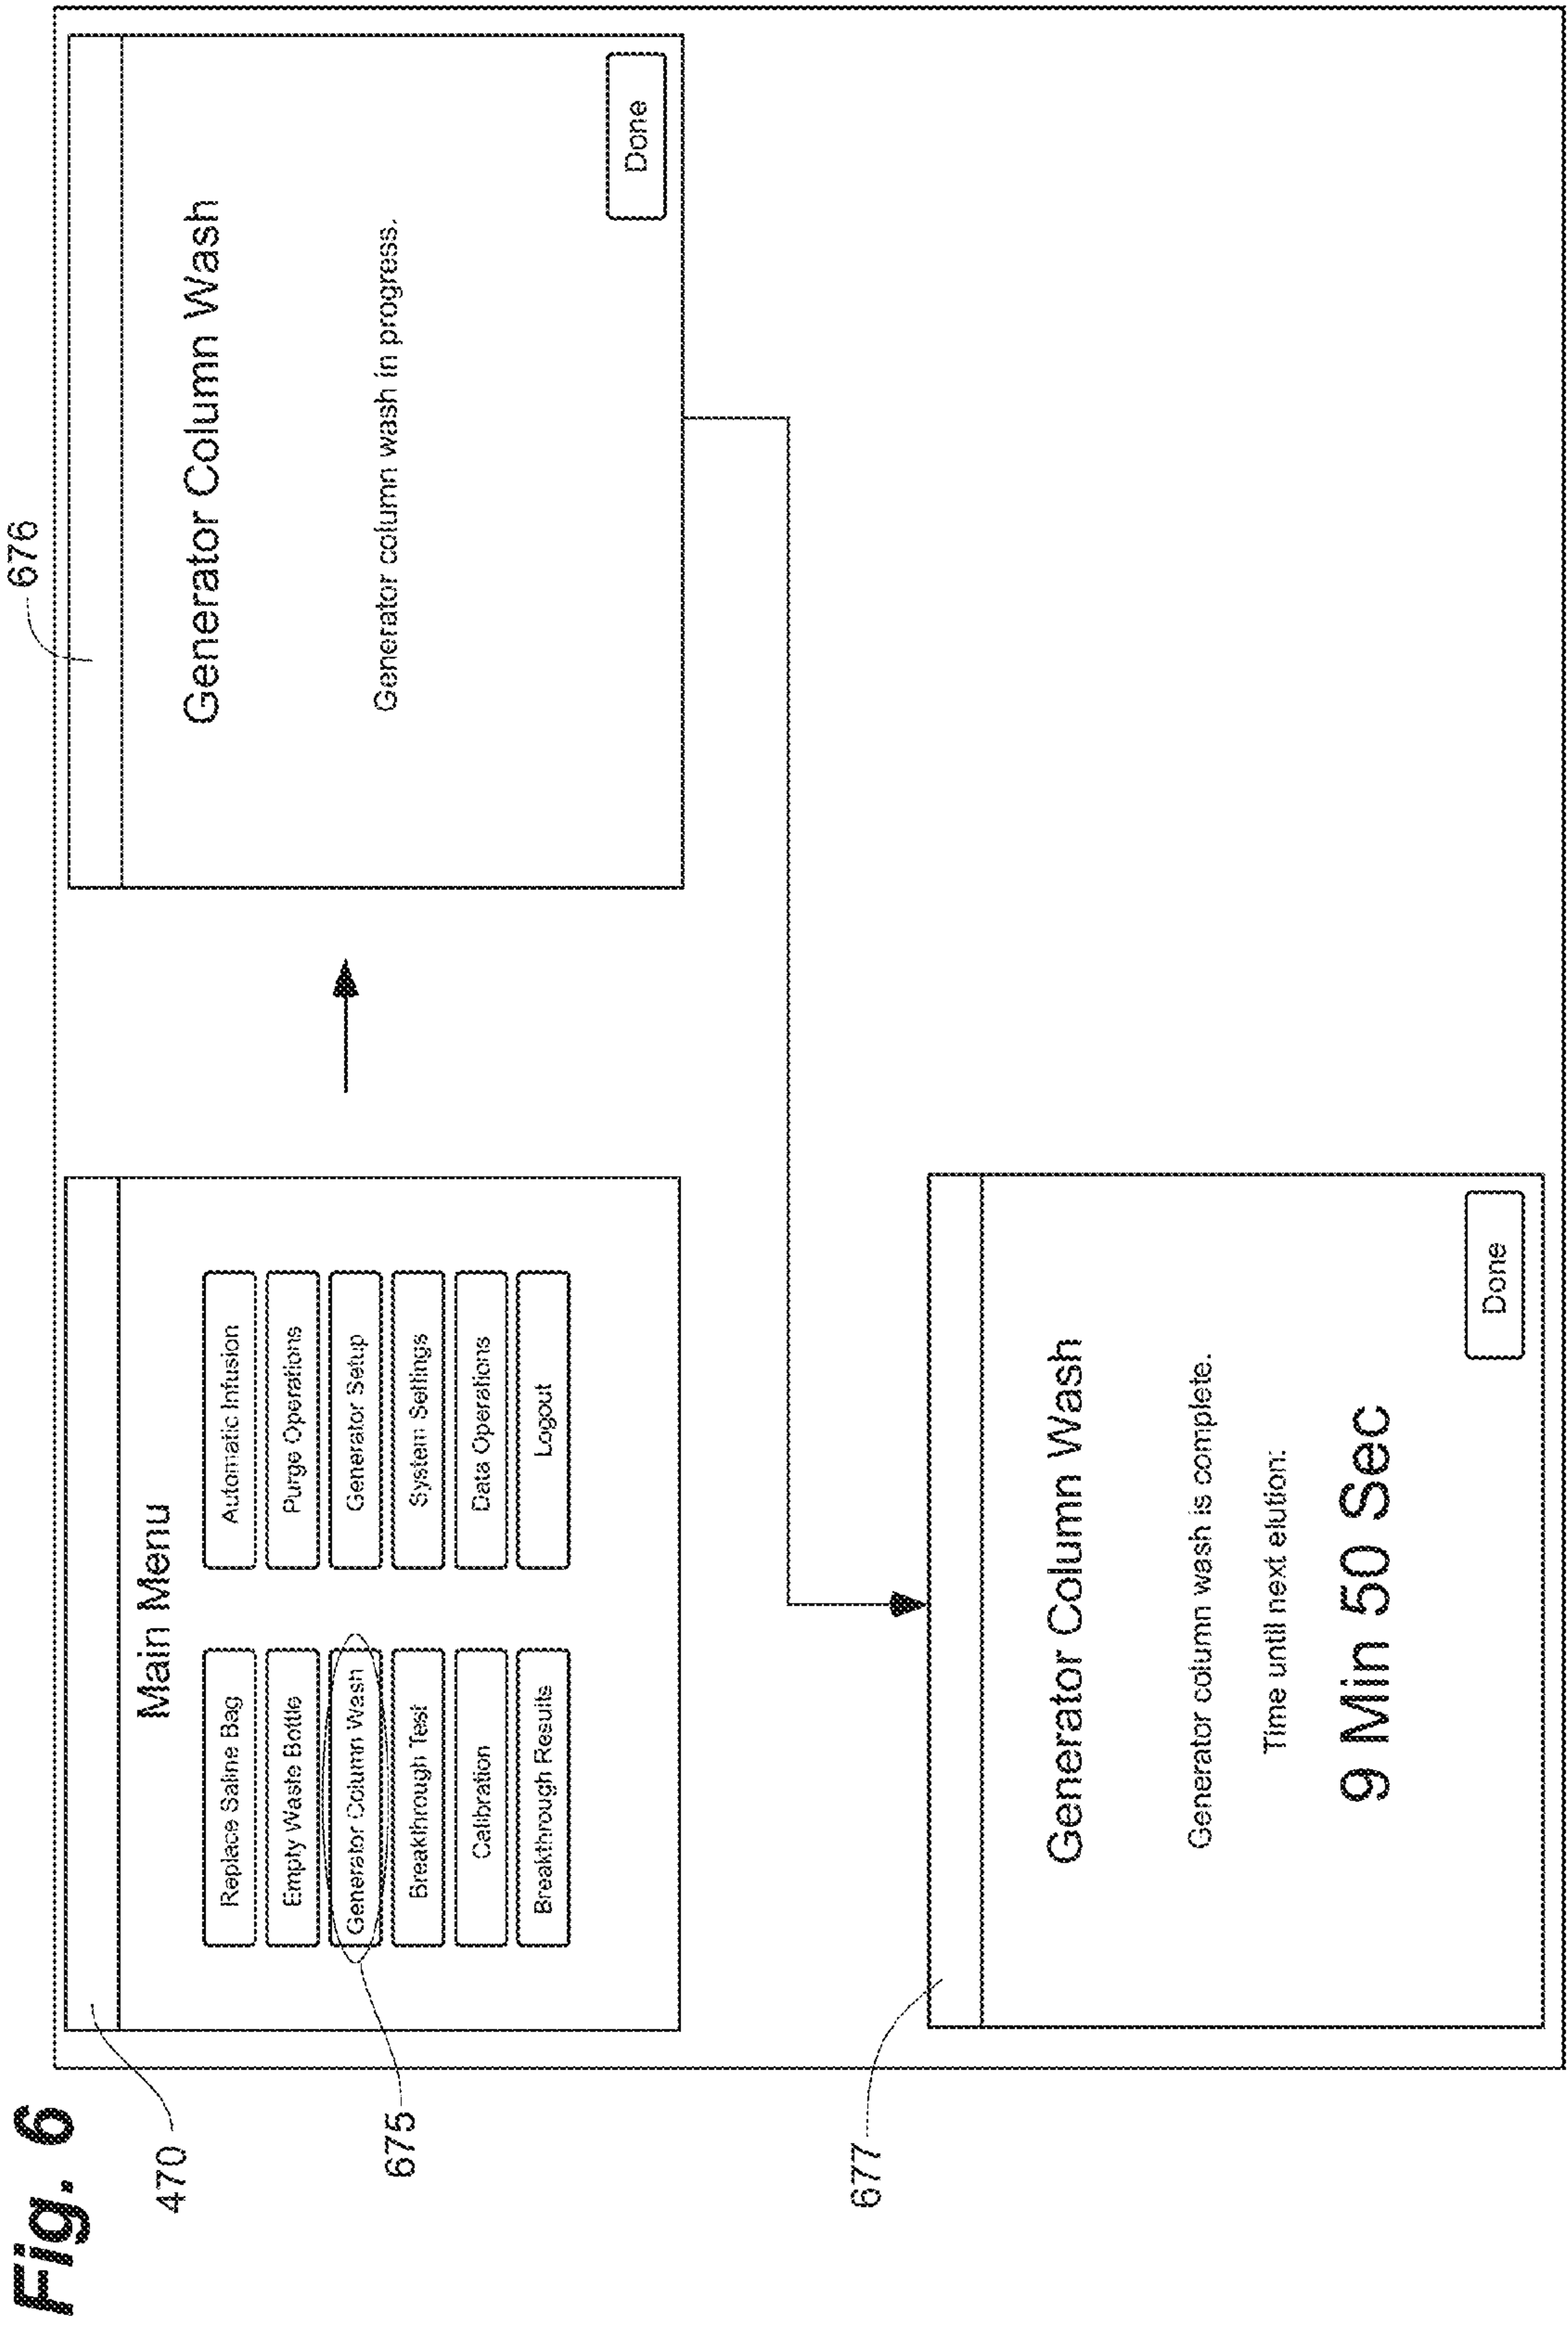 Fig. 6
470
Main Menu
Replace Saline Bag
Automatic Infusion
Empty Waste Bottle
Purge Operations
Generator Column Wash
Generator Setup
Breakthrough Test
System Settings
Calibration
Data Operations
Breakthrough Results
Logout
675
676
Generator Column Wash
Generator column wash in progress.
Done
677
Generator Column Wash
Generator column wash is complete.
Time until next elution:
9 Min 50 Sec
Done